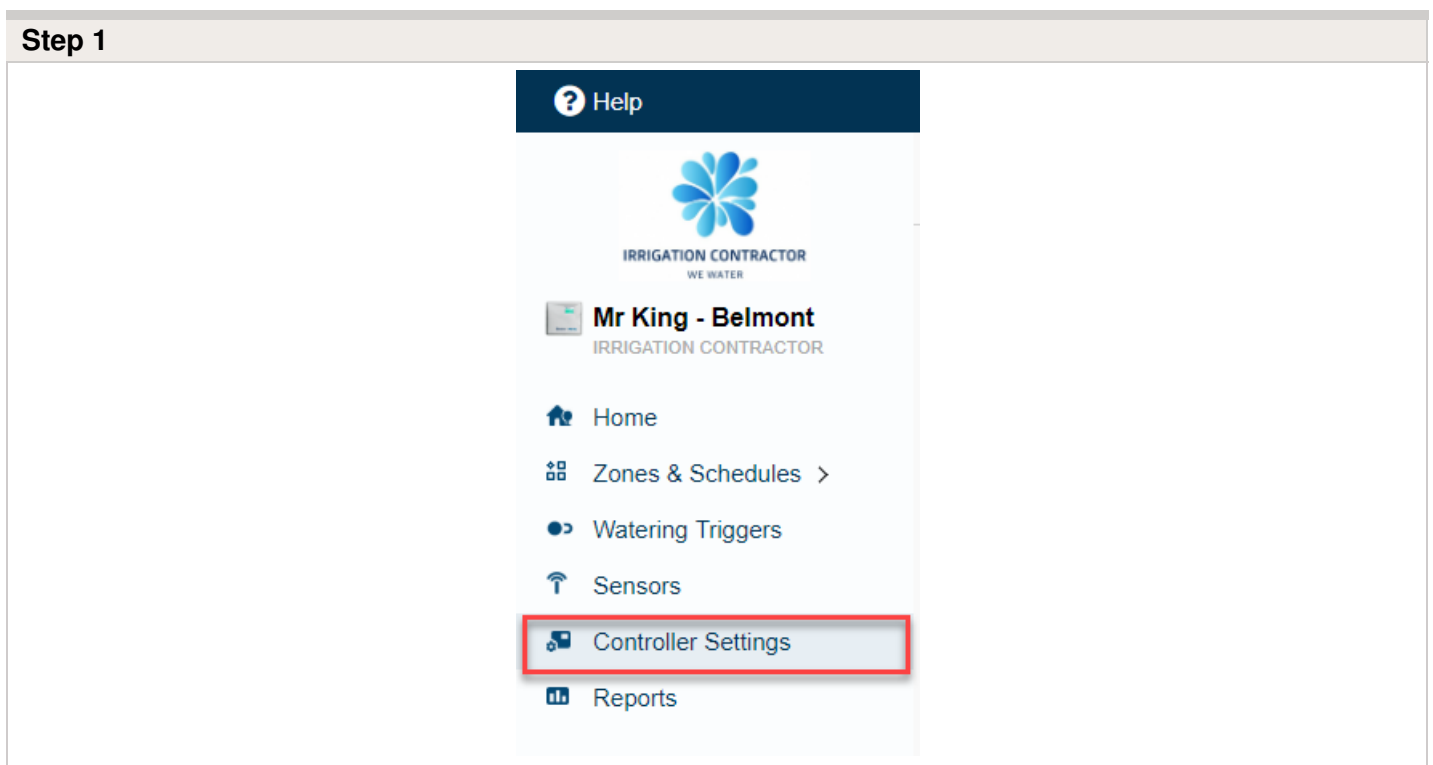 Step 1
? Help
IRRIGATION CONTRACTOR
WE WATER
Mr King - Belmont
IRRIGATION CONTRACTOR
Home
Zones & Schedules >
Watering Triggers
Sensors
Controller Settings
Reports